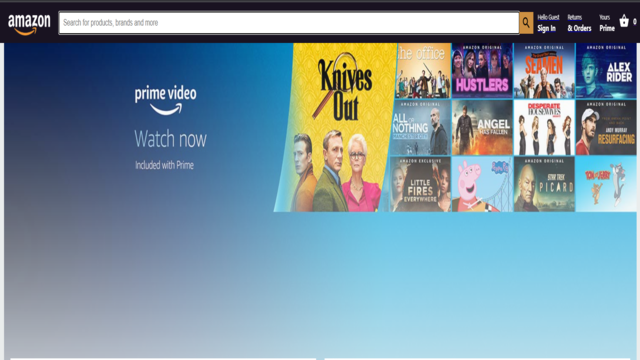 amazon
Search for products, brands and more
Hello Guest
Sign In
Returns
& Orders
Yours
Prime
0
prime video
Watch now
Included with Prime
Knives
Out
the office
AMAZON ORIGINAL
HUSTLERS
AMAZON ORIGINAL
SEAMEN
AMAZON ORIGINAL
ALEX
RIDER
AMAZON ORIGINAL
ALL OR
NOTHING
ANGEL
HAS FALLEN
DESPERATE
HOUSEWIVES
AMAZON ORIGINAL
ANDY MURRAY
RESURFACING
AMAZON EXCLUSIVE
LITTLE
FIRES
EVERYWHERE
AMAZON ORIGINAL
STAR TREK
PICARD
TOM AND JERRY